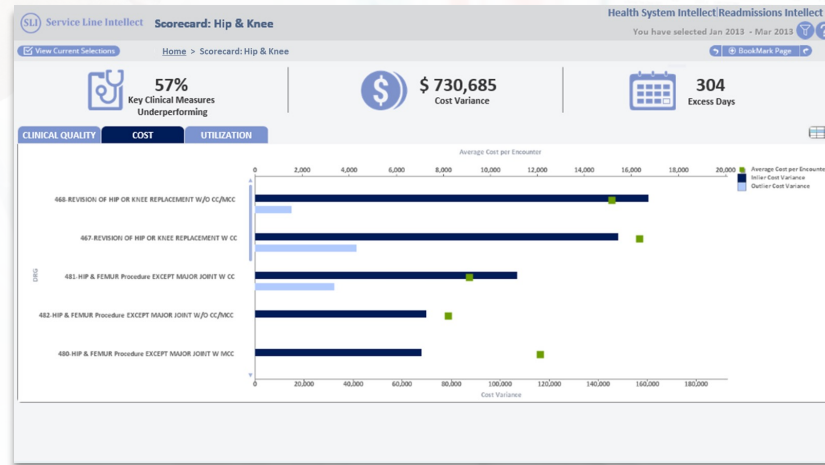 SLI Service Line Intellect Scorecard: Hip & Knee
Health System Intellect|Readmissions Intellect
You have selected Jan 2013 - Mar 2013
View Current Selections
Home > Scorecard: Hip & Knee
BookMark Page
57%
Key Clinical Measures
Underperforming
$ 730,685
Cost Variance
304
Excess Days
CLINICAL QUALITY COST UTILIZATION
Average Cost per Encounter
0 2,000 4,000 6,000 8,000 10,000 12,000 14,000 16,000 18,000 20,000
Average Cost per Encounte
Inlier Cost Variance
Outlier Cost Variance
468-REVISION OF HIP OR KNEE REPLACEMENT W/O CC/MCC
467-REVISION OF HIP OR KNEE REPLACEMENT W CC
DRG
481-HIP & FEMUR Procedure EXCEPT MAJOR JOINT W CC
482-HIP & FEMUR Procedure EXCEPT MAJOR JOINT W/O CC/MCC
480-HIP & FEMUR Procedure EXCEPT MAJOR JOINT W MCC
0 20,000 40,000 60,000 80,000 100,000 120,000 140,000 160,000 180,000
Cost Variance